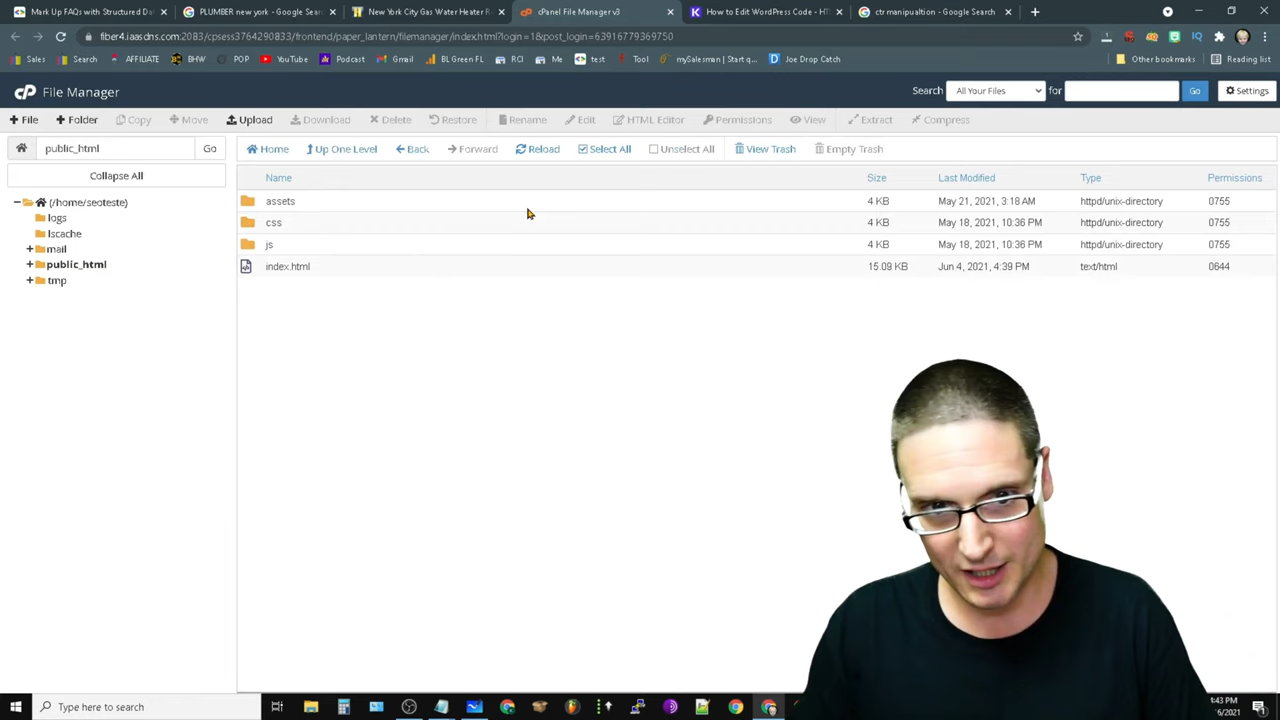 Mark Up FAQs with Structured Da
PLUMBER new york - Google Sear
New York City Gas Water Heater R
cPanel File Manager v3
How to Edit WordPress Code - HT
ctr manipualtion - Google Search
fiber4.iaasdns.com:2083/cpsess3764290833/frontend/paper_lantern/filemanager/index.html?login=1&post_login=63916779369750
Sales
Search
AFFILIATE
BHW
POP
YouTube
Podcast
Gmail
BL Green FL
RCI
Me
test
Tool
mySalesman | Start q...
Joe Drop Catch
Other bookmarks
Reading list
cP File Manager
Search
All Your Files
for
Go
Settings
File
Folder
Copy
Move
Upload
Download
Delete
Restore
Rename
Edit
HTML Editor
Permissions
View
Extract
Compress
public_html
Go
Home
Up One Level
Back
Forward
Reload
Select All
Unselect All
View Trash
Empty Trash
Collapse All
Name Size Last Modified Type Permissions
(/home/seoteste)
logs
lscache
mail
public_html
tmp
assets 4 KB May 21, 2021, 3:18 AM httpd/unix-directory 0755
css 4 KB May 18, 2021, 10:36 PM httpd/unix-directory 0755
js 4 KB May 18, 2021, 10:36 PM httpd/unix-directory 0755
index.html 15.09 KB Jun 4, 2021, 4:39 PM text/html 0644
Type here to search
:43 PM
/6/2021